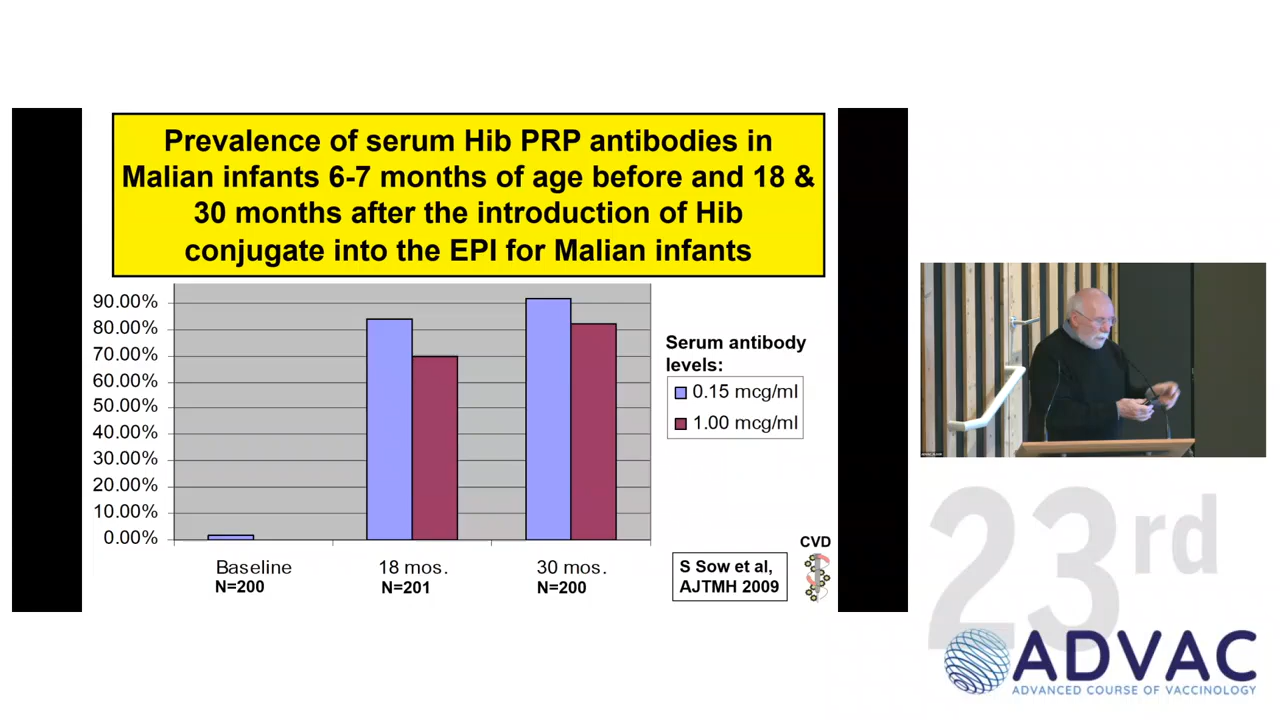 Prevalence of serum Hib PRP antibodies in
Malian infants 6-7 months of age before and 18 &
30 months after the introduction of Hib
conjugate into the EPI for Malian infants
90.00%
80.00%
70.00%
60.00%
50.00%
40.00%
30.00%
20.00%
10.00%
0.00%
Baseline
N=200
18 mos.
N=201
30 mos.
N=200
Serum antibody
levels:
0.15 mcg/ml
1.00 mcg/ml
S Sow et al,
AJTMH 2009
CVD
23rd
ADVAC
ADVANCED COURSE OF VACCINOLOGY